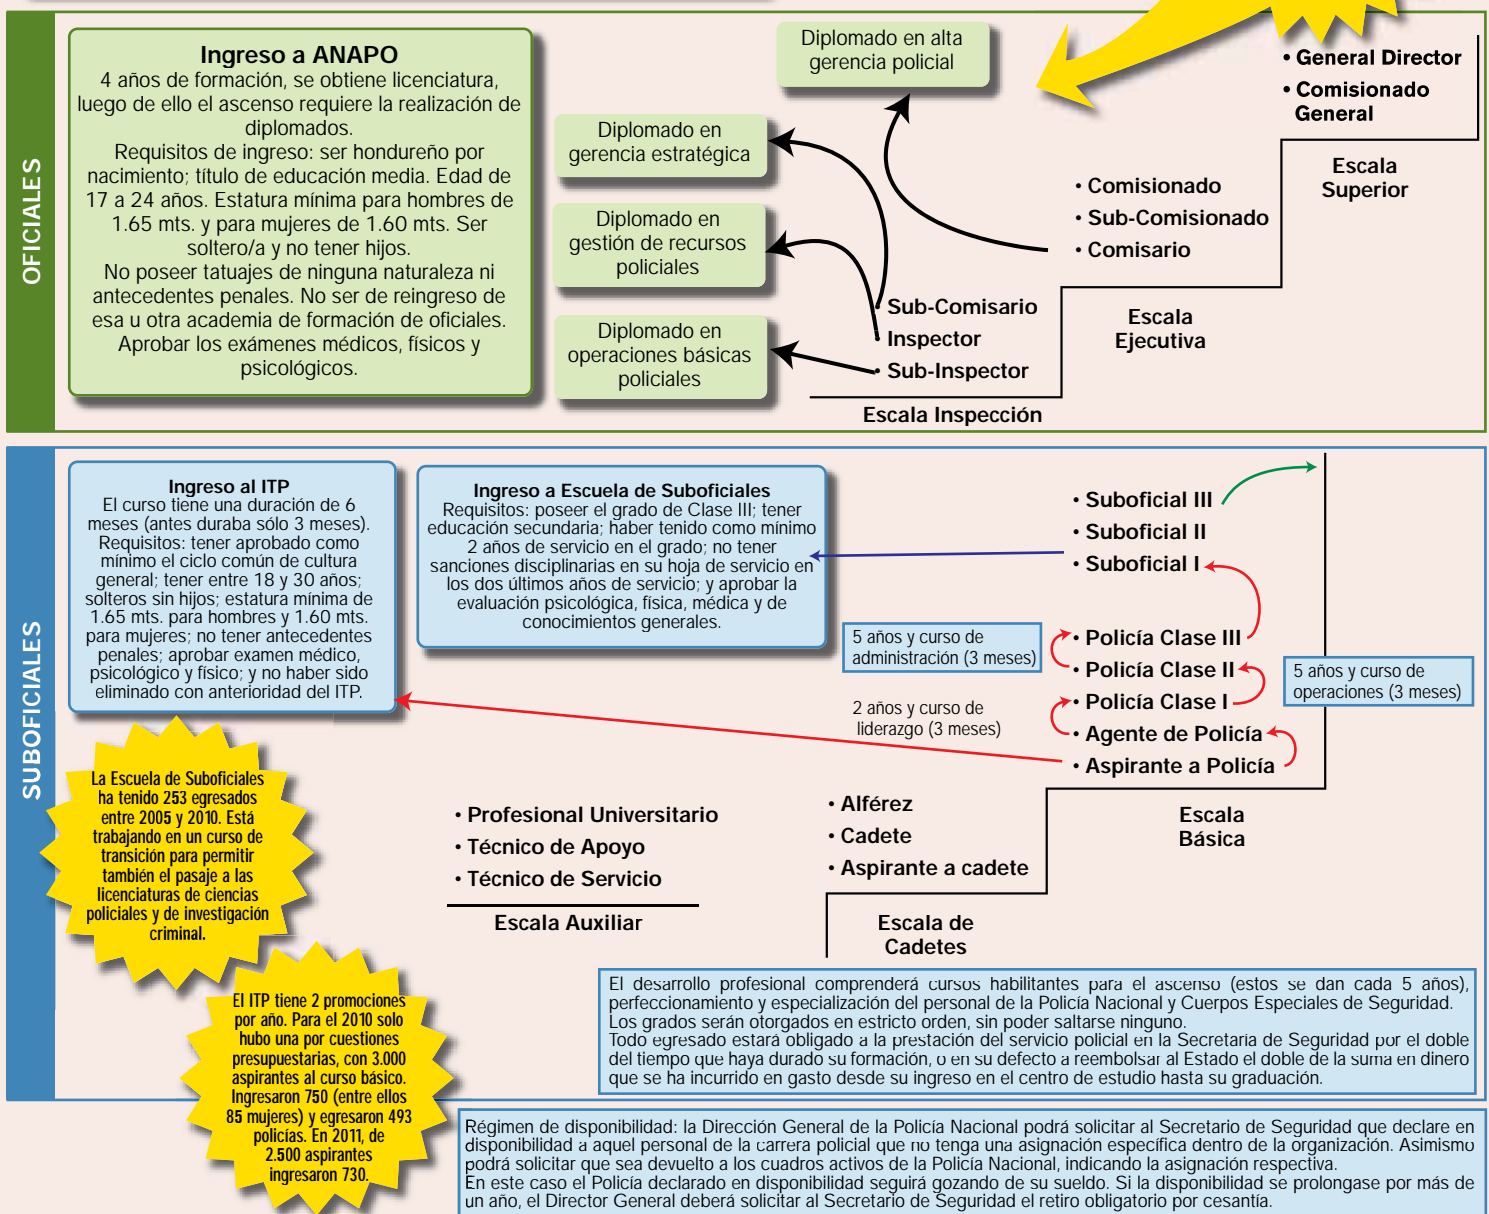 OFICIALES
Ingreso a ANAPO
4 años de formación, se obtiene licenciatura,
luego de ello el ascenso requiere la realización de
diplomados.
Requisitos de ingreso: ser hondureño por
nacimiento; título de educación media. Edad de
17 a 24 años. Estatura mínima para hombres de
1.65 mts. y para mujeres de 1.60 mts. Ser
soltero/a y no tener hijos.
No poseer tatuajes de ninguna naturaleza ni
antecedentes penales. No ser de reingreso de
esa u otra academia de formación de oficiales.
Aprobar los exámenes médicos, físicos y
psicológicos.
Diplomado en alta
gerencia policial
Diplomado en
gerencia estratégica
Diplomado en
gestión de recursos
policiales
Diplomado en
operaciones básicas
policiales
• General Director
• Comisionado
General
Escala
Superior
• Comisionado
• Sub-Comisionado
• Comisario
Escala
Ejecutiva
• Sub-Comisario
• Inspector
• Sub-Inspector
Escala Inspección
SUBOFICIALES
Ingreso al ITP
El curso tiene una duración de 6
meses (antes duraba sólo 3 meses).
Requisitos: tener aprobado como
mínimo el ciclo común de cultura
general; tener entre 18 y 30 años;
solteros sin hijos; estatura mínima de
1.65 mts. para hombres y 1.60 mts.
para mujeres; no tener antecedentes
penales; aprobar examen médico,
psicológico y físico; y no haber sido
eliminado con anterioridad del ITP.
Ingreso a Escuela de Suboficiales
Requisitos: poseer el grado de Clase III; tener
educación secundaria; haber tenido como mínimo
2 años de servicio en el grado; no tener
sanciones disciplinarias en su hoja de servicio en
los dos últimos años de servicio; y aprobar la
evaluación psicológica, física, médica y de
conocimientos generales.
• Suboficial III
• Suboficial II
• Suboficial I
• Policía Clase III
• Policía Clase II
• Policía Clase I
• Agente de Policía
• Aspirante a Policía
5 años y curso de
administración (3 meses)
5 años y curso de
operaciones (3 meses)
2 años y curso de
liderazgo (3 meses)
Escala
Básica
• Alférez
• Cadete
• Aspirante a cadete
Escala de
Cadetes
• Profesional Universitario
• Técnico de Apoyo
• Técnico de Servicio
Escala Auxiliar
La Escuela de Suboficiales
ha tenido 253 egresados
entre 2005 y 2010. Está
trabajando en un curso de
transición para permitir
también el pasaje a las
licenciaturas de ciencias
policiales y de investigación
criminal.
El ITP tiene 2 promociones
por año. Para el 2010 solo
hubo una por cuestiones
presupuestarias, con 3.000
aspirantes al curso básico.
Ingresaron 750 (entre ellos
85 mujeres) y egresaron 493
policías. En 2011, de
2.500 aspirantes
ingresaron 730.
El desarrollo profesional comprenderá cursos habilitantes para el ascenso (estos se dan cada 5 años),
perfeccionamiento y especialización del personal de la Policía Nacional y Cuerpos Especiales de Seguridad.
Los grados serán otorgados en estricto orden, sin poder saltarse ninguno.
Todo egresado estará obligado a la prestación del servicio policial en la Secretaria de Seguridad por el doble
del tiempo que haya durado su formación, o en su defecto a reembolsar al Estado el doble de la suma en dinero
que se ha incurrido en gasto desde su ingreso en el centro de estudio hasta su graduación.
Régimen de disponibilidad: la Dirección General de la Policía Nacional podrá solicitar al Secretario de Seguridad que declare en
disponibilidad a aquel personal de la carrera policial que no tenga una asignación específica dentro de la organización. Asimismo
podrá solicitar que sea devuelto a los cuadros activos de la Policía Nacional, indicando la asignación respectiva.
En este caso el Policía declarado en disponibilidad seguirá gozando de su sueldo. Si la disponibilidad se prolongase por más de
un año, el Director General deberá solicitar al Secretario de Seguridad el retiro obligatorio por cesantía.